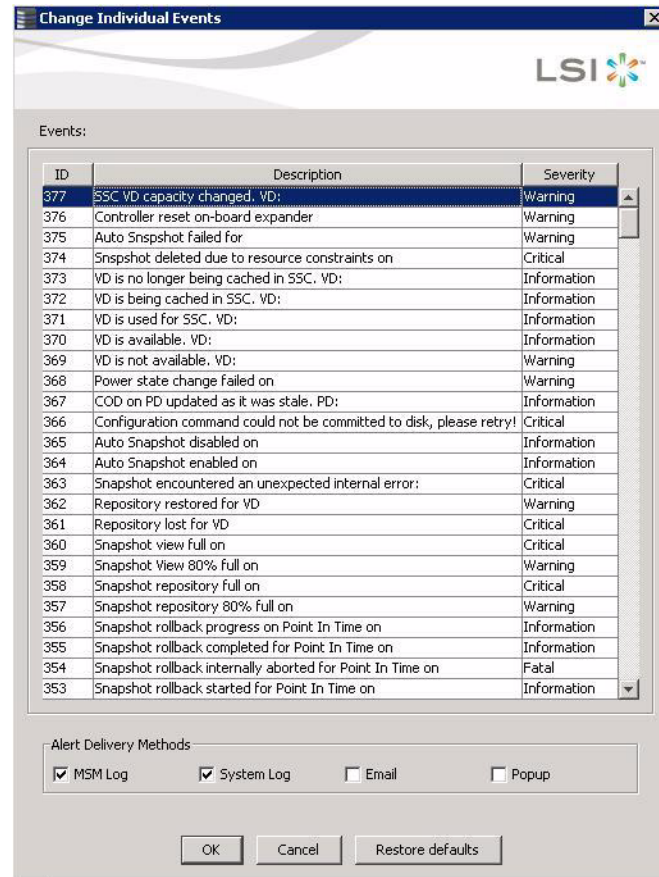 Change Individual Events
LSI
Events:
ID Description Severity
377 SSC VD capacity changed. VD: Warning
376 Controller reset on-board expander Warning
375 Auto Snspshot failed for Warning
374 Snspshot deleted due to resource constraints on Critical
373 VD is no longer being cached in SSC. VD: Information
372 VD is being cached in SSC. VD: Information
371 VD is used for SSC. VD: Information
370 VD is available. VD: Information
369 VD is not available. VD: Warning
368 Power state change failed on Warning
367 COD on PD updated as it was stale. PD: Information
366 Configuration command could not be committed to disk, please retry! Critical
365 Auto Snapshot disabled on Information
364 Auto Snapshot enabled on Information
363 Snapshot encountered an unexpected internal error: Critical
362 Repository restored for VD Warning
361 Repository lost for VD Critical
360 Snapshot view full on Critical
359 Snapshot View 80% full on Warning
358 Snapshot repository full on Critical
357 Snapshot repository 80% full on Warning
356 Snapshot rollback progress on Point In Time on Information
355 Snapshot rollback completed for Point In Time on Information
354 Snapshot rollback internally aborted for Point In Time on Fatal
353 Snapshot rollback started for Point In Time on Information
Alert Delivery Methods
MSM Log System Log Email Popup
OK Cancel Restore defaults